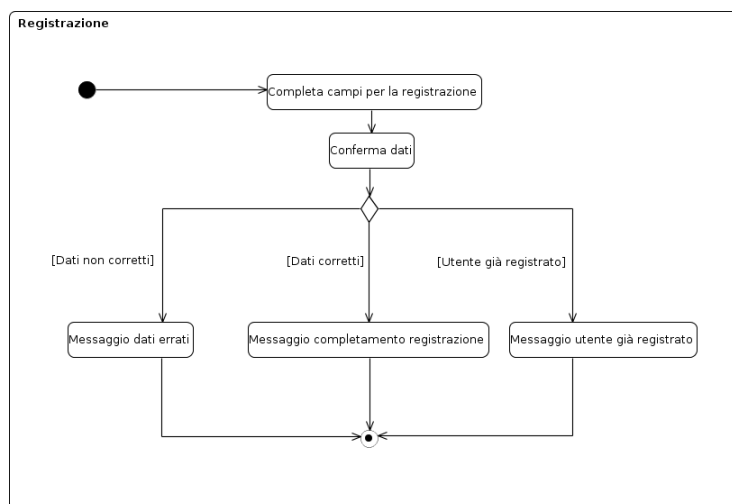 Registrazione
Completa campi per la registrazione
Conferma dati
[Dati non corretti]
[Dati corretti]
[Utente già registrato]
Messaggio dati errati
Messaggio completamento registrazione
Messaggio utente già registrato